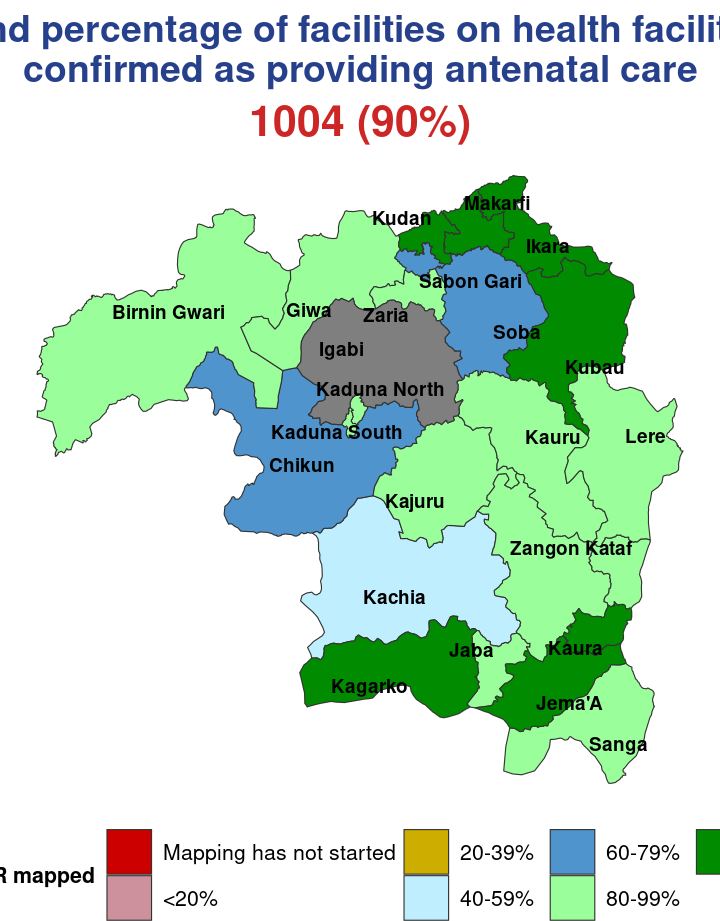 nd percentage of facilities on health facilit
confirmed as providing antenatal care
1004 (90%)
Makarfi
Kudan
Ikara
Sabon Gari
Birnin Gwari
Giwa
Zaria
Soba
Igabi
Kubau
Kaduna North
Kaduna South
Kauru
Lere
Chikun
Kajuru
Zangon Kataf
Kachia
Jaba
Kaura
Kagarko
Jema'A
Sanga
R mapped
Mapping has not started
20-39%
60-79%
<20%
40-59%
80-99%